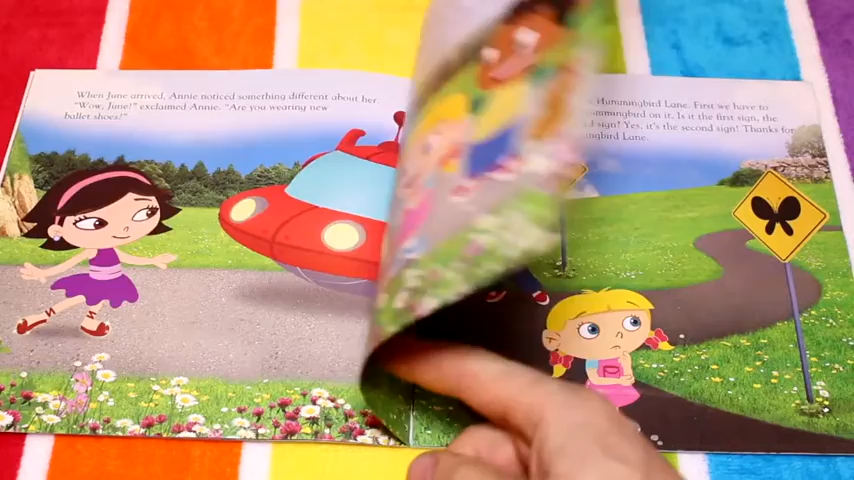 When June arrived, Annie noticed something different about her.
"Wow, June!" exclaimed Annie. "Are you wearing new
ballet shoes?"
Hummingbird Lane. First we have to
hummingbird on it. Is it the first sign, the
sign? Yes, it's the second sign! Thanks for
Lane.